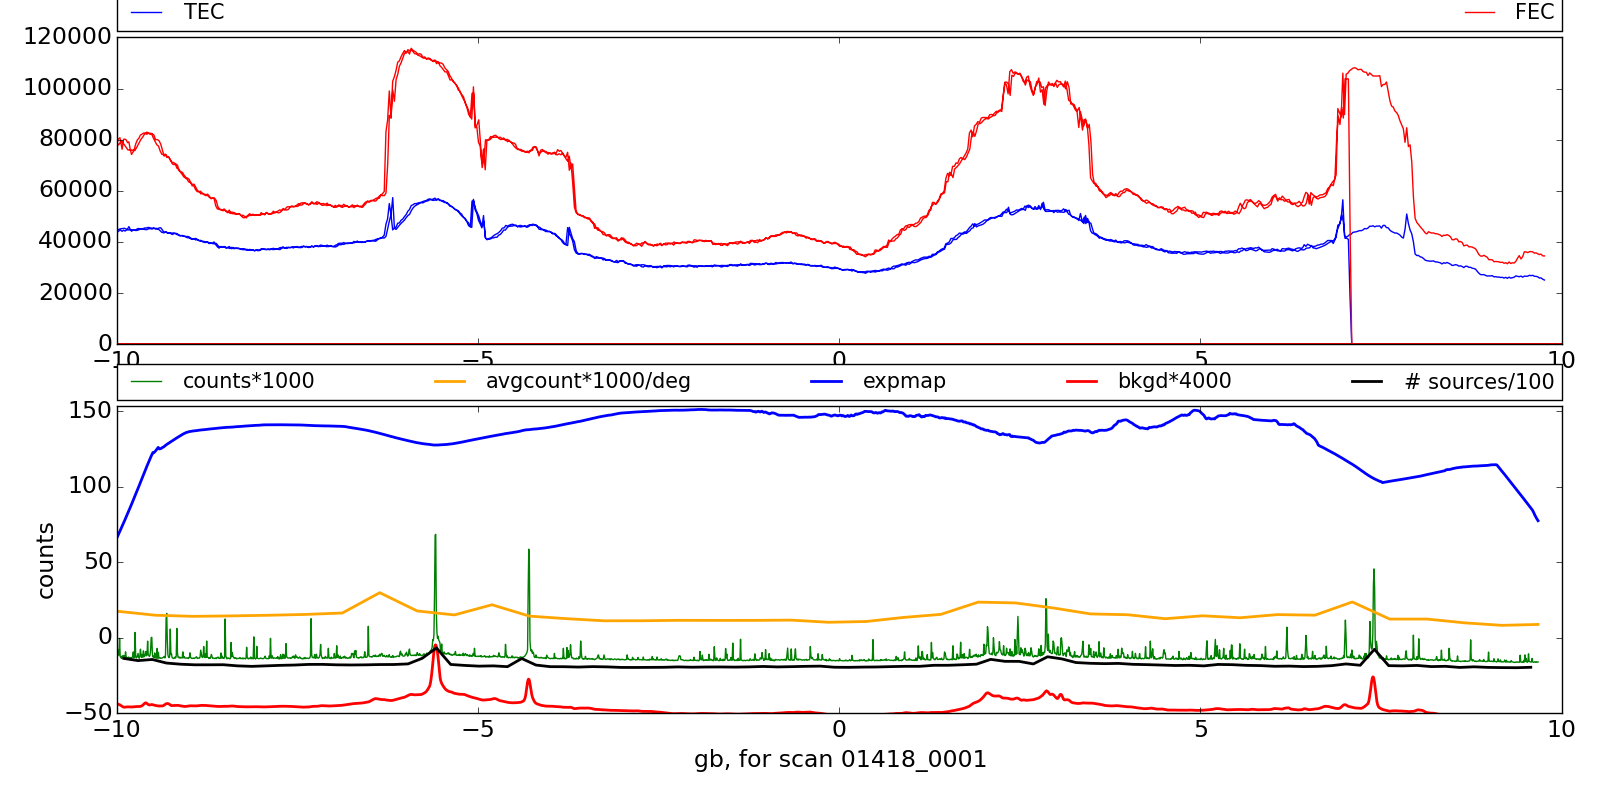 TEC FEC
120000
100000
80000
60000
40000
20000
0
−10 −5 0 5 10
counts*1000 avgcount*1000/deg expmap bkgd*4000 # sources/100
150
100
50
0
−50
counts
−10 −5 0 5 10
gb, for scan 01418_0001